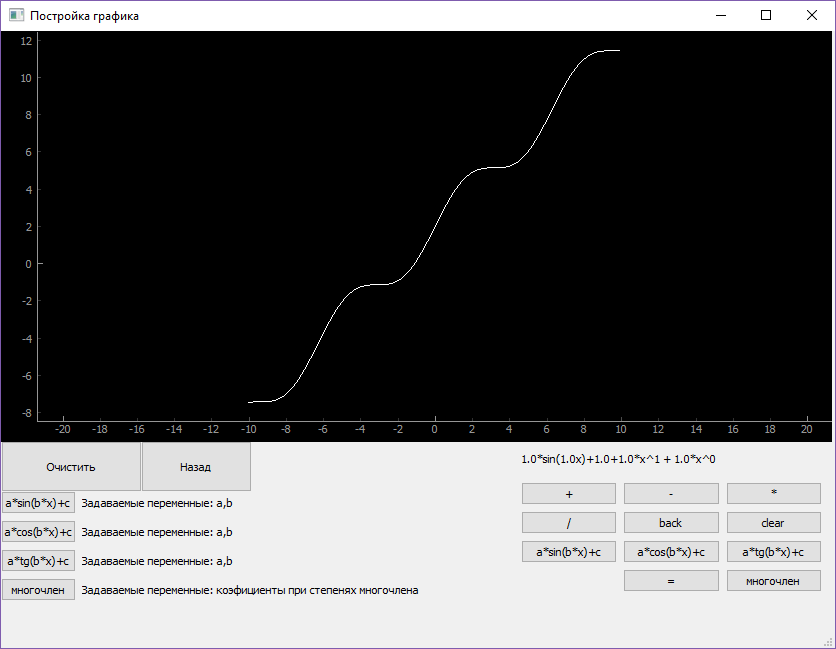 Постройка графика
12
10
8
6
4
2
0
-2
-4
-6
-8
-20 -18 -16 -14 -12 -10 -8 -6 -4 -2 0 2 4 6 8 10 12 14 16 18 20
Очистить Назад
1.0*sin(1.0x)+1.0+1.0*x^1 + 1.0*x^0
a*sin(b*x)+c Задаваемые переменные: a,b
a*cos(b*x)+c Задаваемые переменные: a,b
a*tg(b*x)+c Задаваемые переменные: a,b
многочлен Задаваемые переменные: коэфициенты при степенях многочлена
+ - *
/ back clear
a*sin(b*x)+c a*cos(b*x)+c a*tg(b*x)+c
= многочлен